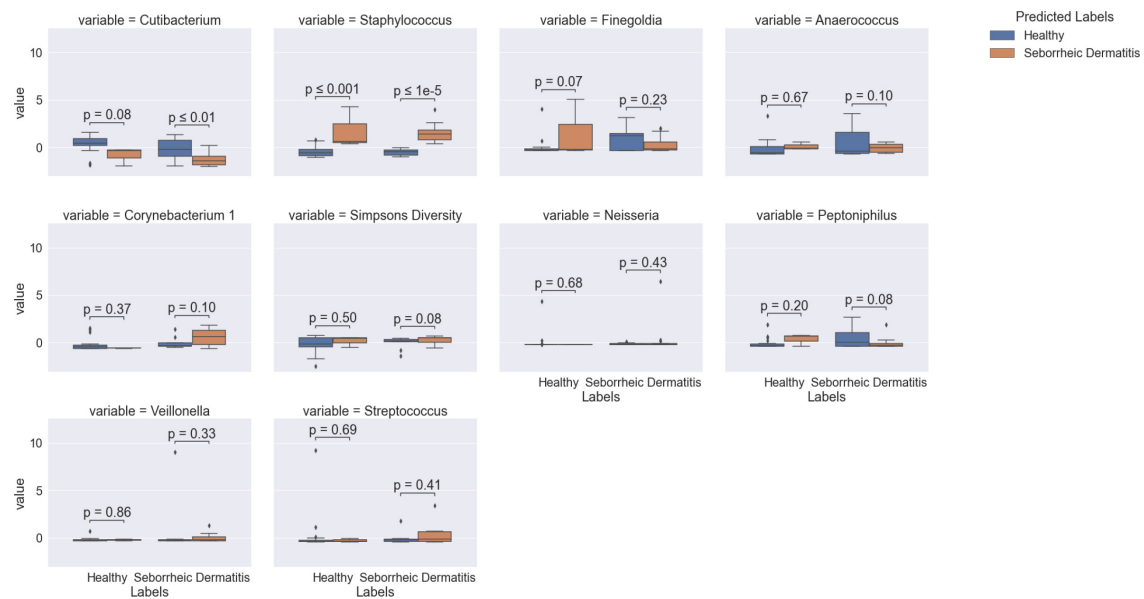 variable = Cutibacterium
variable = Staphylococcus
variable = Finegoldia
variable = Anaerococcus
Predicted Labels
Healthy
Seborrheic Dermatitis
value
10
5
0
p = 0.08
p ≤ 0.01
p ≤ 0.001
p ≤ 1e-5
p = 0.07
p = 0.23
p = 0.67
p = 0.10
variable = Corynebacterium 1
variable = Simpsons Diversity
variable = Neisseria
variable = Peptoniphilus
value
10
5
0
p = 0.37
p = 0.10
p = 0.50
p = 0.08
p = 0.68
p = 0.43
p = 0.20
p = 0.08
Healthy Seborrheic Dermatitis
Labels
Healthy Seborrheic Dermatitis
Labels
variable = Veillonella
variable = Streptococcus
value
10
5
0
p = 0.86
p = 0.33
p = 0.69
p = 0.41
Healthy Seborrheic Dermatitis
Labels
Healthy Seborrheic Dermatitis
Labels